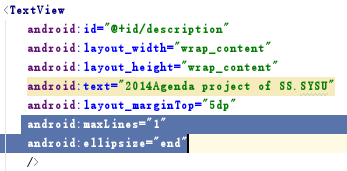 <TextView
android:id="@+id/description"
android:layout_width="wrap_content"
android:layout_height="wrap_content"
android:text="2014Agenda project of SS.SYSU"
android:layout_marginTop="5dp"
android:maxLines="1"
android:ellipsize="end"
/>